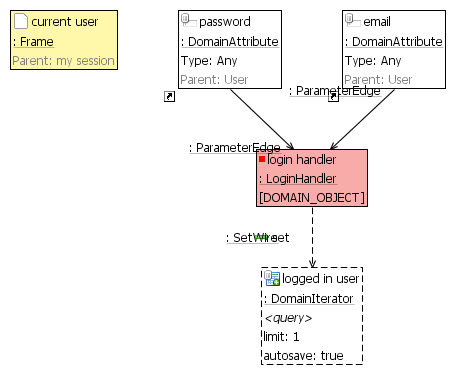 current user
: Frame
Parent: my session
password
: DomainAttribute
Type: Any
Parent: User
email
: DomainAttribute
Type: Any
Parent: User
: ParameterEdge
: ParameterEdge
login handler
: LoginHandler
[DOMAIN_OBJECT]
: SetWire
set
logged in user
: DomainIterator
<query>
limit: 1
autosave: true